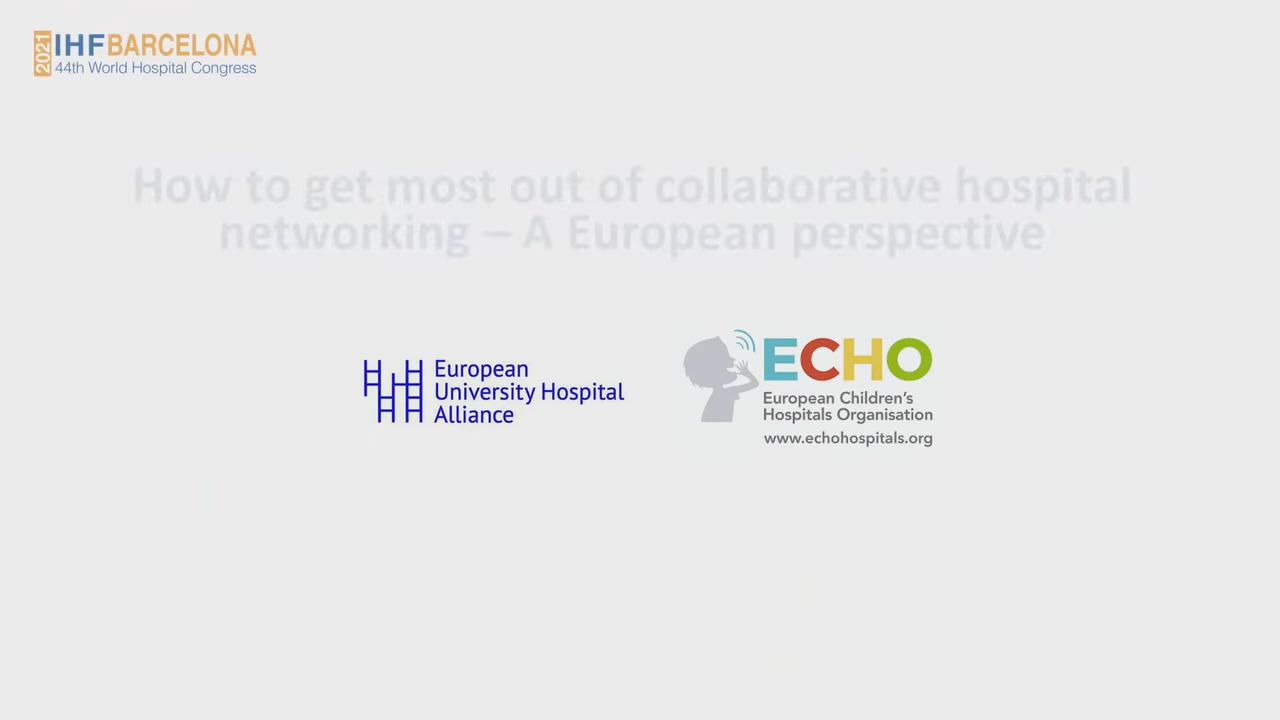 2021 IHF BARCELONA
44th World Hospital Congress
How to get most out of collaborative hospital
networking – A European perspective
European
University Hospital
Alliance
ECHO
European Children's
Hospitals Organisation
www.echohospitals.org